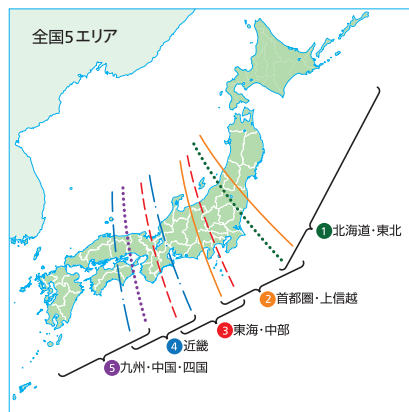 全国5エリア
1北海道・東北
2首都圏・上信越
3東海・中部
4近畿
5九州・中国・四国